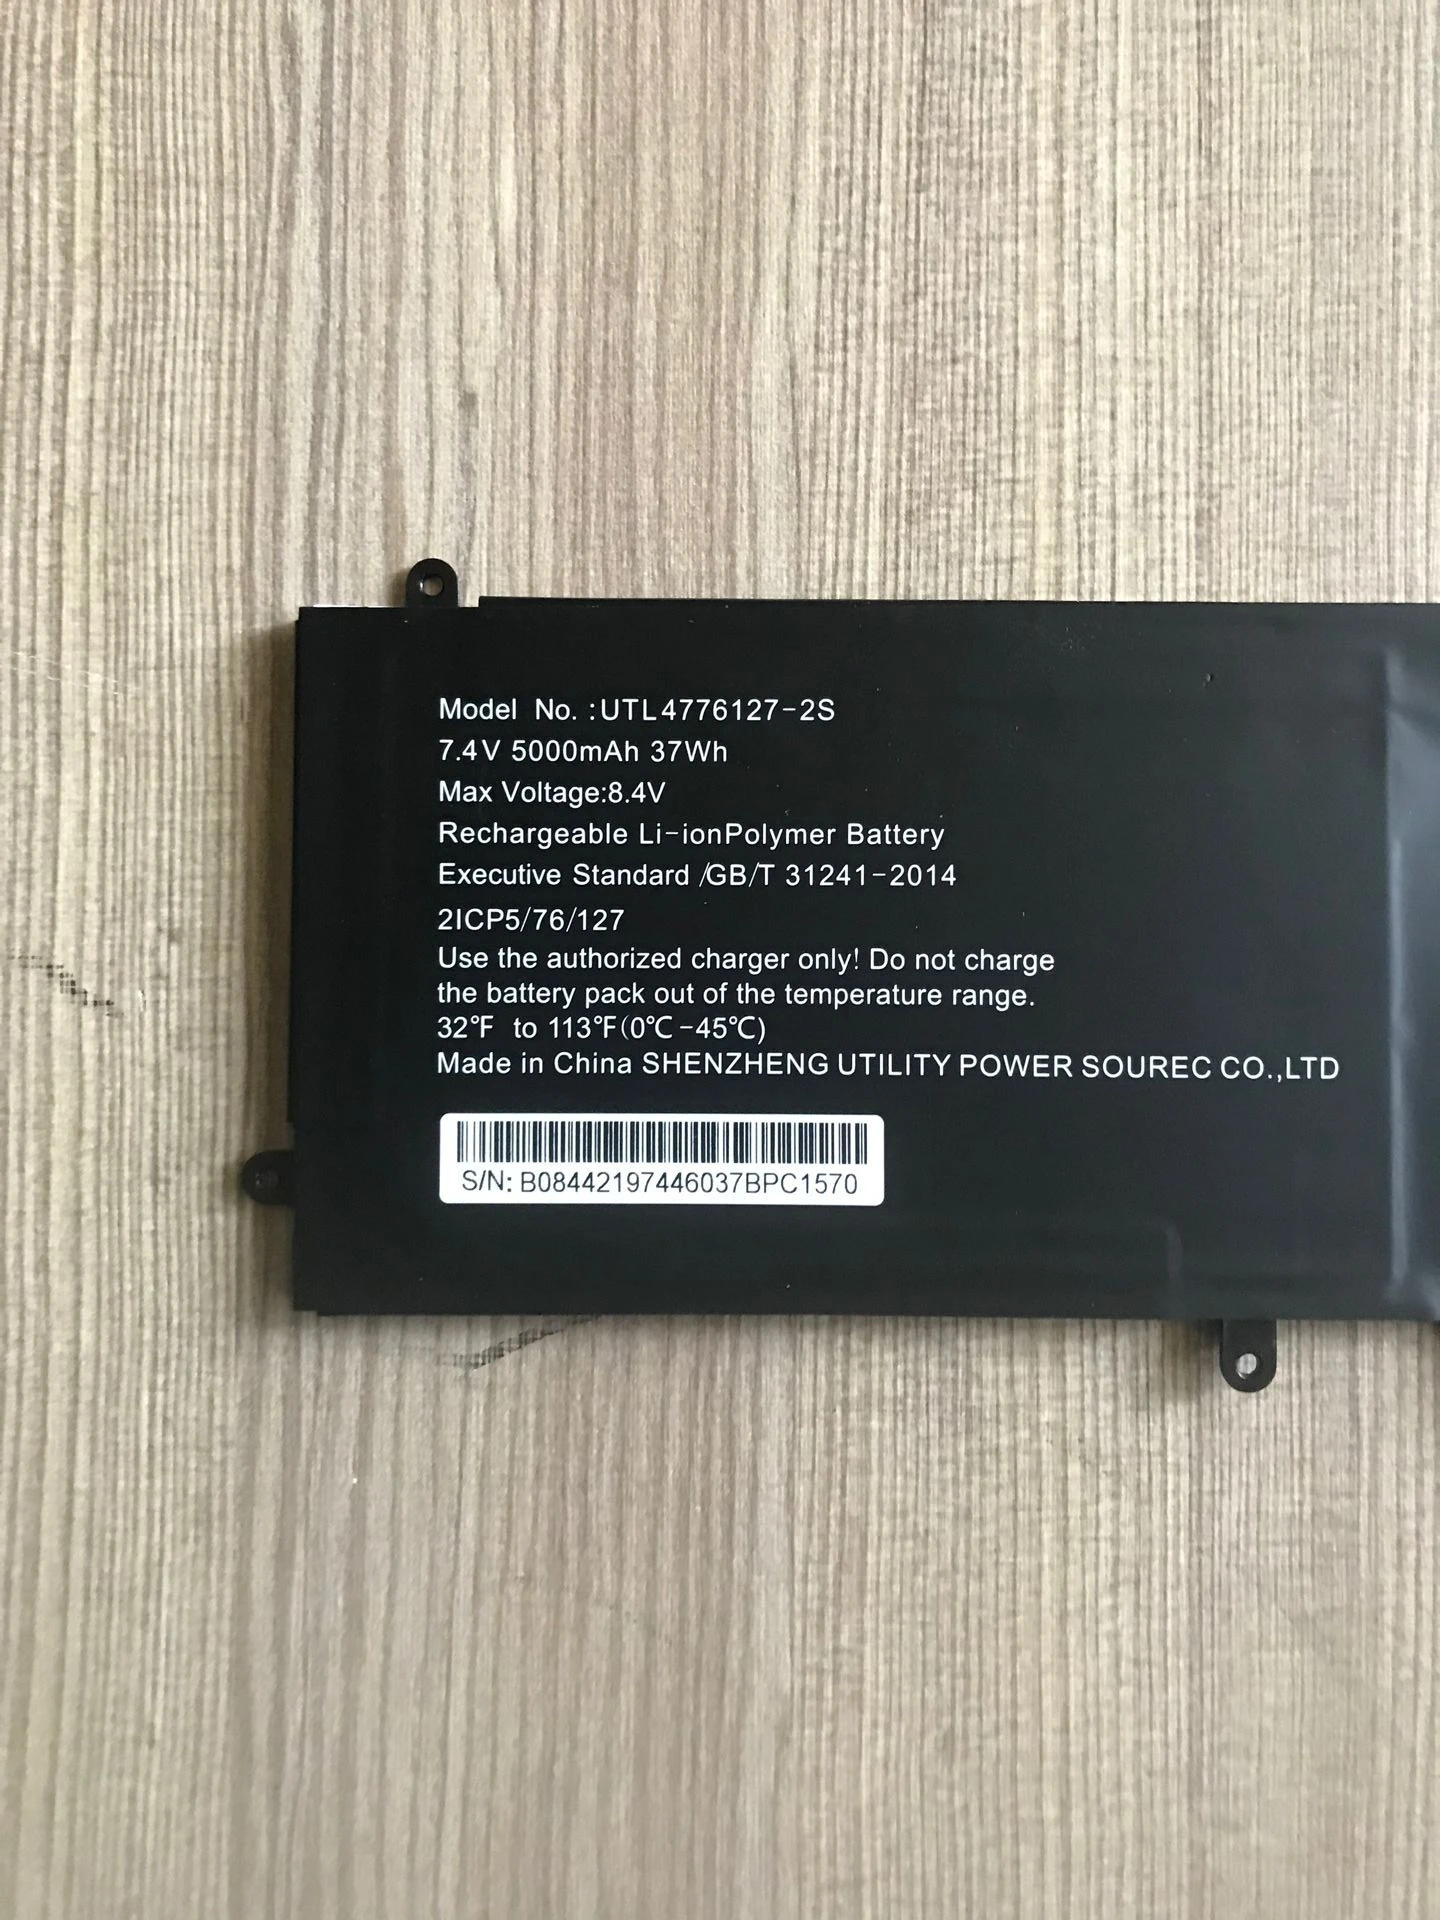 Model No. :UTL4776127-2S
7.4V 5000mAh 37Wh
Max Voltage:8.4V
Rechargeable Li-ionPolymer Battery
Executive Standard /GB/T 31241-2014
2ICP5/76/127
Use the authorized charger only! Do not charge
the battery pack out of the temperature range.
32℉ to 113℉(0℃-45℃)
Made in China SHENZHENG UTILITY POWER SOUREC CO.,LTD
S/N: B08442197446037BPC1570